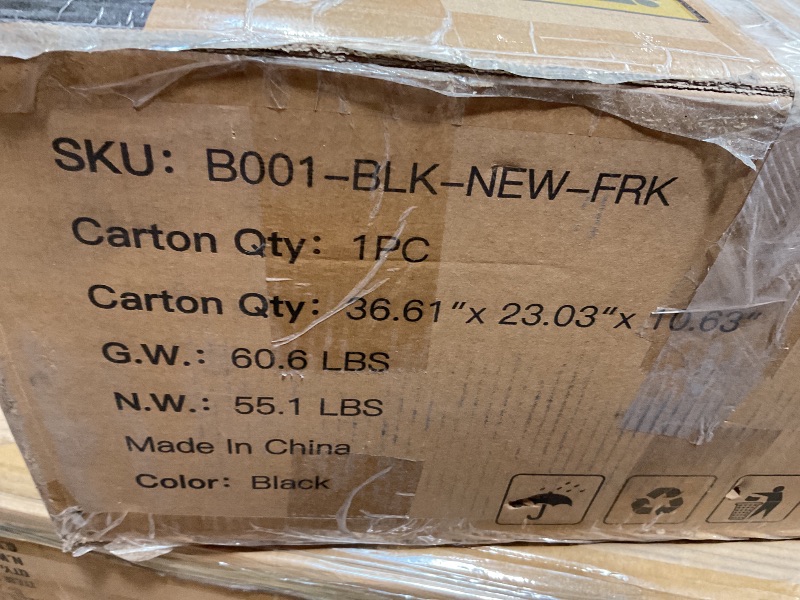 SKU: B001-BLK-NEW-FRK
Carton Qty: 1PC
Carton Qty: 36.61"x 23.03"x 10.63"
G.W.: 60.6 LBS
N.W.: 55.1 LBS
Made In China
Color: Black